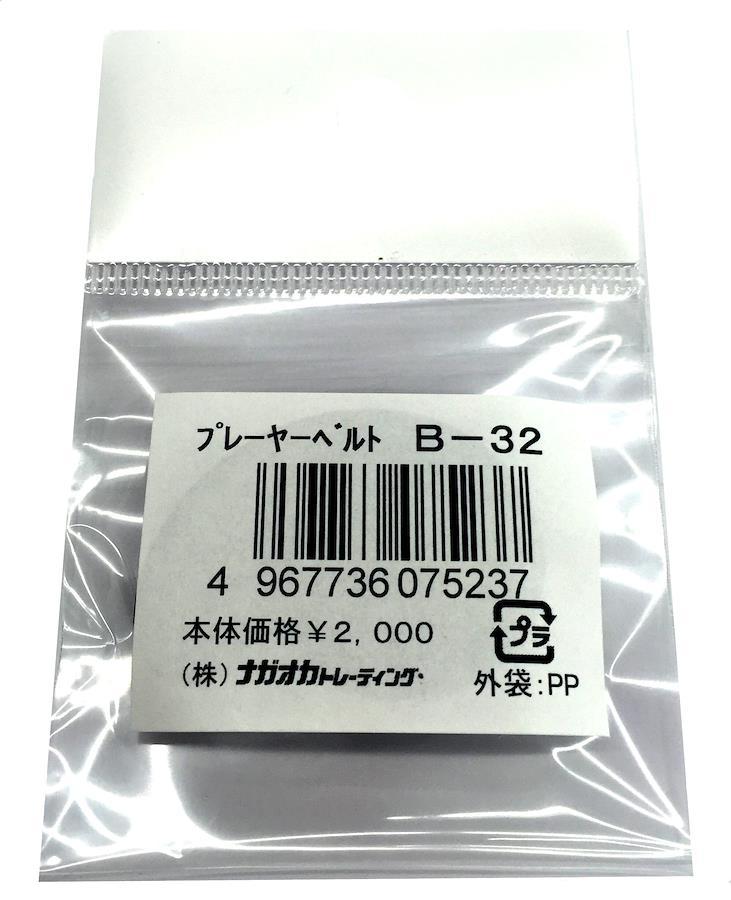 ﾌﾟﾚｰﾔｰﾍﾞﾙﾄ B－32
4 967736 075237
本体価格￥2,000
プラ
(株)ナガオカトレーディング・
外袋:PP